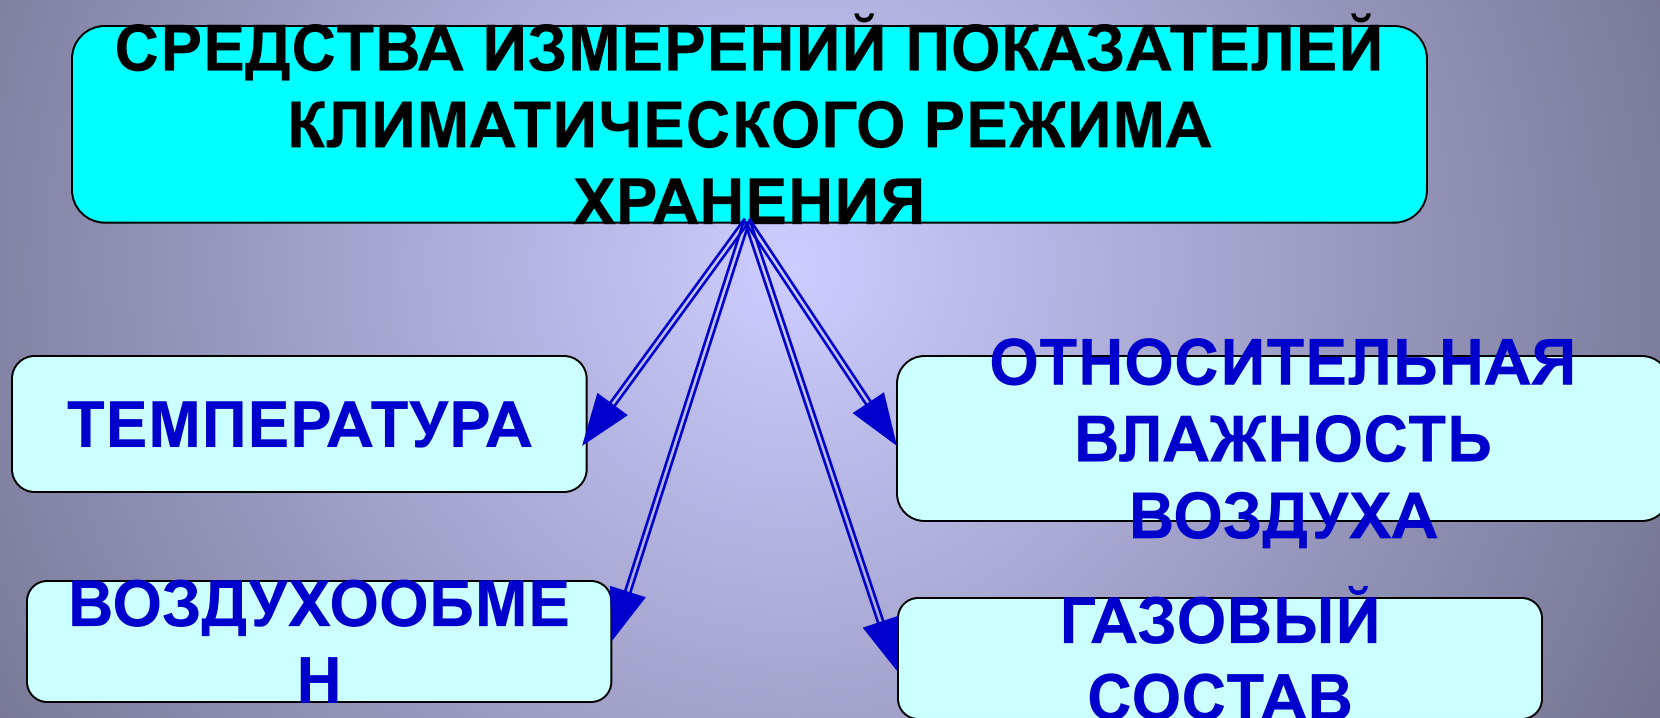 СРЕДСТВА ИЗМЕРЕНИЙ ПОКАЗАТЕЛЕЙ
КЛИМАТИЧЕСКОГО РЕЖИМА
ХРАНЕНИЯ
ТЕМПЕРАТУРА
ОТНОСИТЕЛЬНАЯ
ВЛАЖНОСТЬ
ВОЗДУХА
ВОЗДУХООБМЕ
Н
ГАЗОВЫЙ
СОСТАВ